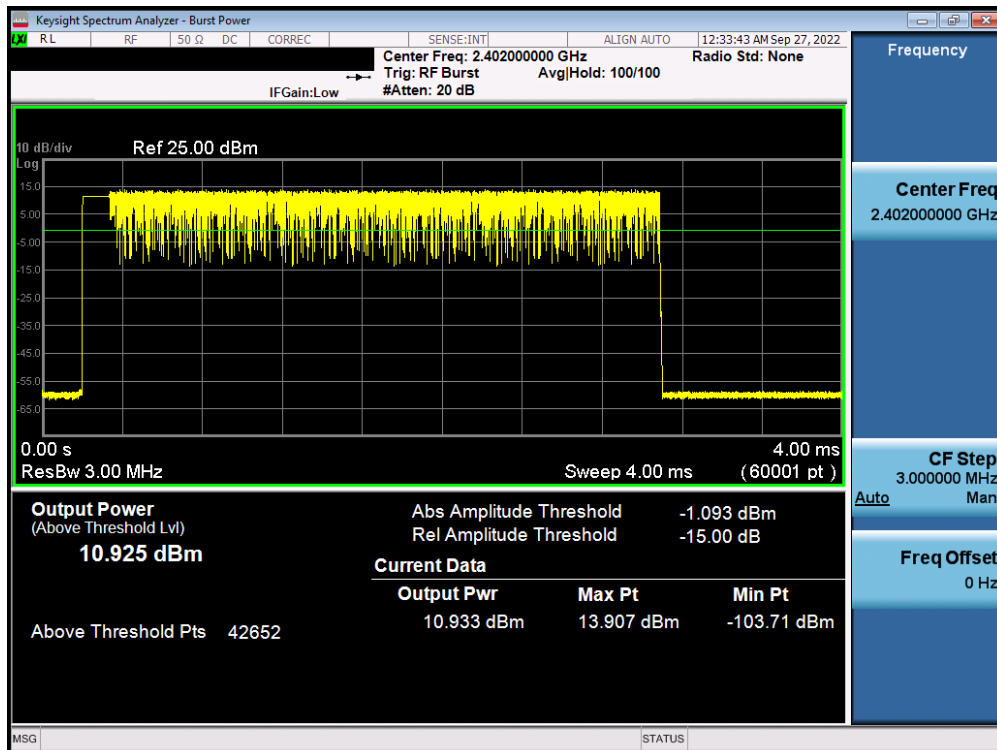 Keysight Spectrum Analyzer - Burst Power
LXI RL RF 50 Ω DC CORREC SENSE:INT ALIGN AUTO 12:33:43 AM Sep 27, 2022
Center Freq: 2.402000000 GHz Radio Std: None
Trig: RF Burst Avg|Hold: 100/100
IFGain:Low #Atten: 20 dB
10 dB/div Ref 25.00 dBm
Log
15.0
5.00
-5.00
-15.0
-25.0
-35.0
-45.0
-55.0
-65.0
0.00 s 4.00 ms
ResBw 3.00 MHz Sweep 4.00 ms (60001 pt)
Output Power
(Above Threshold Lvl)
10.925 dBm
Above Threshold Pts 42652
Abs Amplitude Threshold -1.093 dBm
Rel Amplitude Threshold -15.00 dB
Current Data
Output Pwr Max Pt Min Pt
10.933 dBm 13.907 dBm -103.71 dBm
Frequency
Center Freq
2.402000000 GHz
CF Step
3.000000 MHz
Auto Man
Freq Offset
0 Hz
MSG STATUS